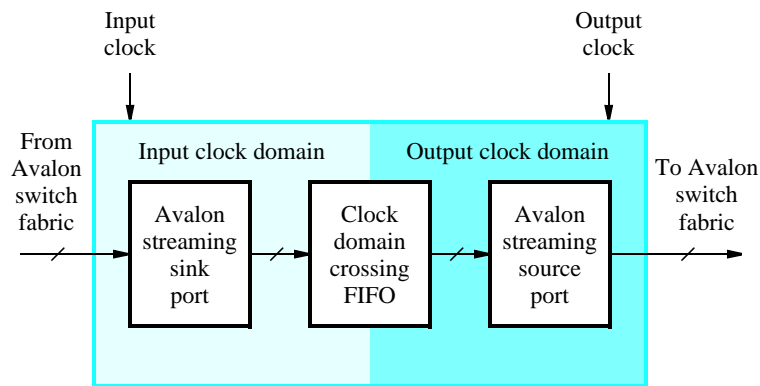 Input
clock
Output
clock
From
Avalon
switch
fabric
Input clock domain
Output clock domain
To Avalon
switch
fabric
Avalon
streaming
sink
port
Clock
domain
crossing
FIFO
Avalon
streaming
source
port